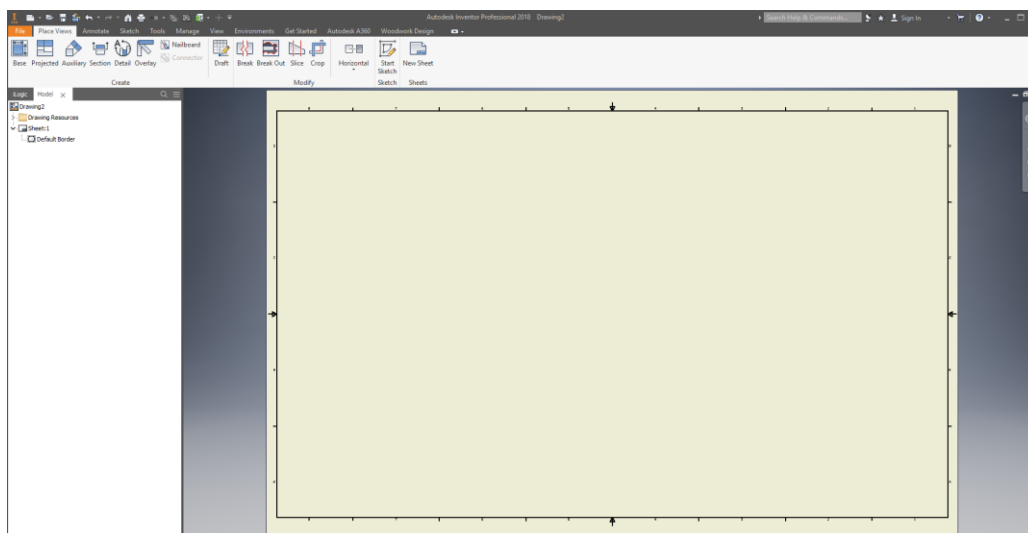 Autodesk Inventor Professional 2018 Drawing2
Search Help & Commands...
Sign In
File Place Views Annotate Sketch Tools Manage View Environments Get Started Autodesk A360 Woodwork Design
Nailboard
Connector
Base Projected Auxiliary Section Detail Overlay Draft Break Break Out Slice Crop Horizontal Start Sketch New Sheet
Create Modify Sketch Sheets
Logic Model
Drawing2
Drawing Resources
Sheet:1
Default Border